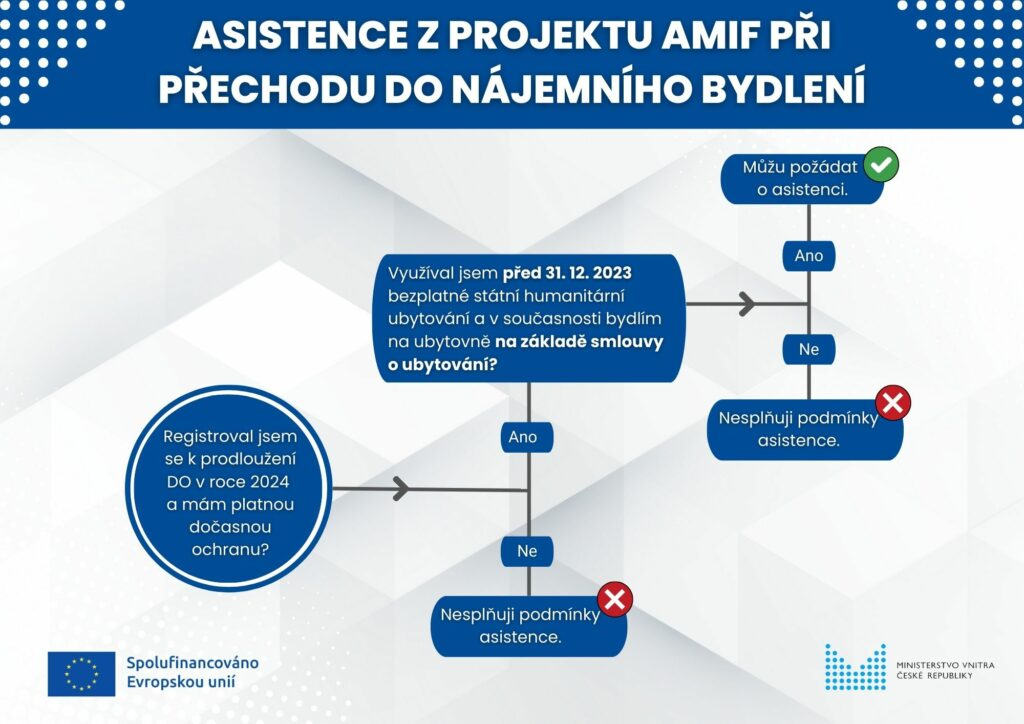 ASISTENCE Z PROJEKTU AMIF PŘI
PŘECHODU DO NÁJEMNÍHO BYDLENÍ
Registroval jsem
se k prodloužení
DO v roce 2024
a mám platnou
dočasnou
ochranu?
Ano
Ne
Nesplňuji podmínky
asistence.
Využíval jsem před 31. 12. 2023
bezplatné státní humanitární
ubytování a v současnosti bydlím
na ubytovně na základě smlouvy
o ubytování?
Ano
Ne
Můžu požádat
o asistenci.
Nesplňuji podmínky
asistence.
Spolufinancováno
Evropskou unií
MINISTERSTVO VNITRA
ČESKÉ REPUBLIKY